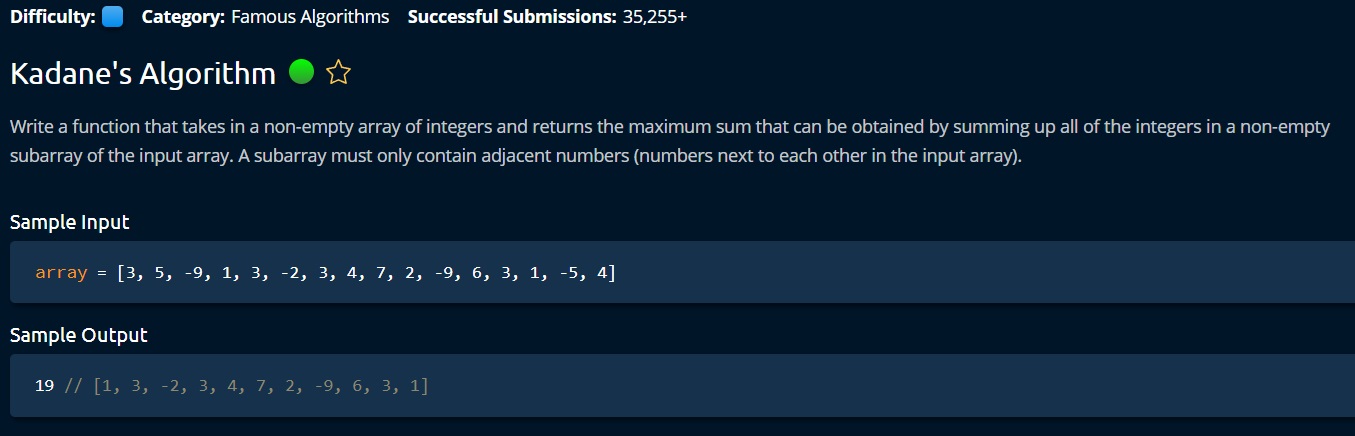 Difficulty: Category: Famous Algorithms Successful Submissions: 35,255+
Kadane's Algorithm
Write a function that takes in a non-empty array of integers and returns the maximum sum that can be obtained by summing up all of the integers in a non-empty
subarray of the input array. A subarray must only contain adjacent numbers (numbers next to each other in the input array).
Sample Input
array = [3, 5, -9, 1, 3, -2, 3, 4, 7, 2, -9, 6, 3, 1, -5, 4]
Sample Output
19 // [1, 3, -2, 3, 4, 7, 2, -9, 6, 3, 1]